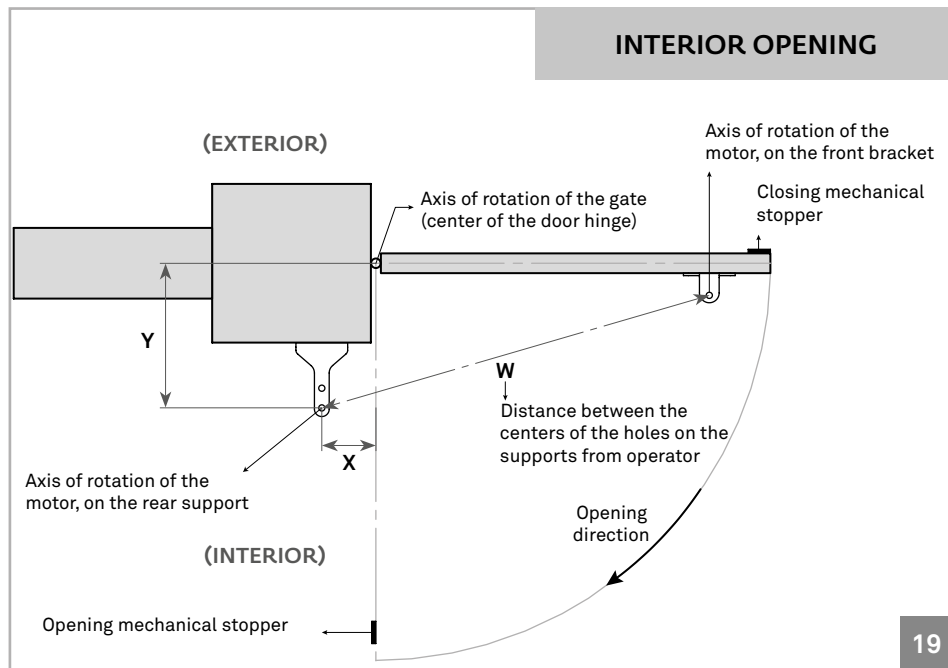 INTERIOR OPENING
(EXTERIOR)
Axis of rotation of the
motor, on the front bracket
Axis of rotation of the gate
(center of the door hinge)
Closing mechanical
stopper
Y
W
Distance between the
centers of the holes on the
supports from operator
X
Axis of rotation of the
motor, on the rear support
Opening
direction
(INTERIOR)
Opening mechanical stopper
19